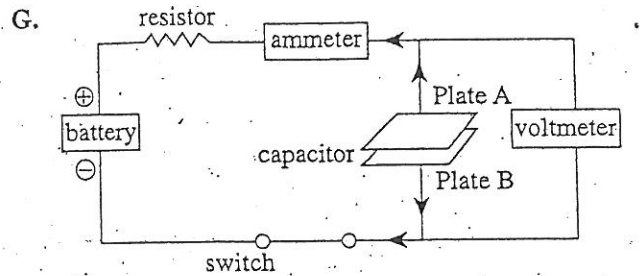 G.
resistor
ammeter
Plate A
⊕
battery
voltmeter
capacitor
⊖
Plate B
switch